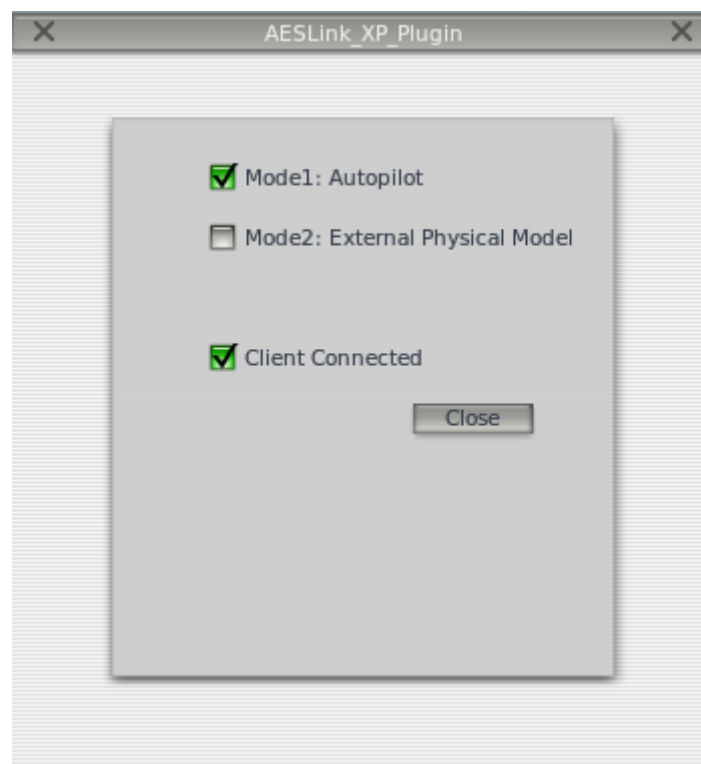 AESLink_XP_Plugin
Mode1: Autopilot
Mode2: External Physical Model
Client Connected
Close